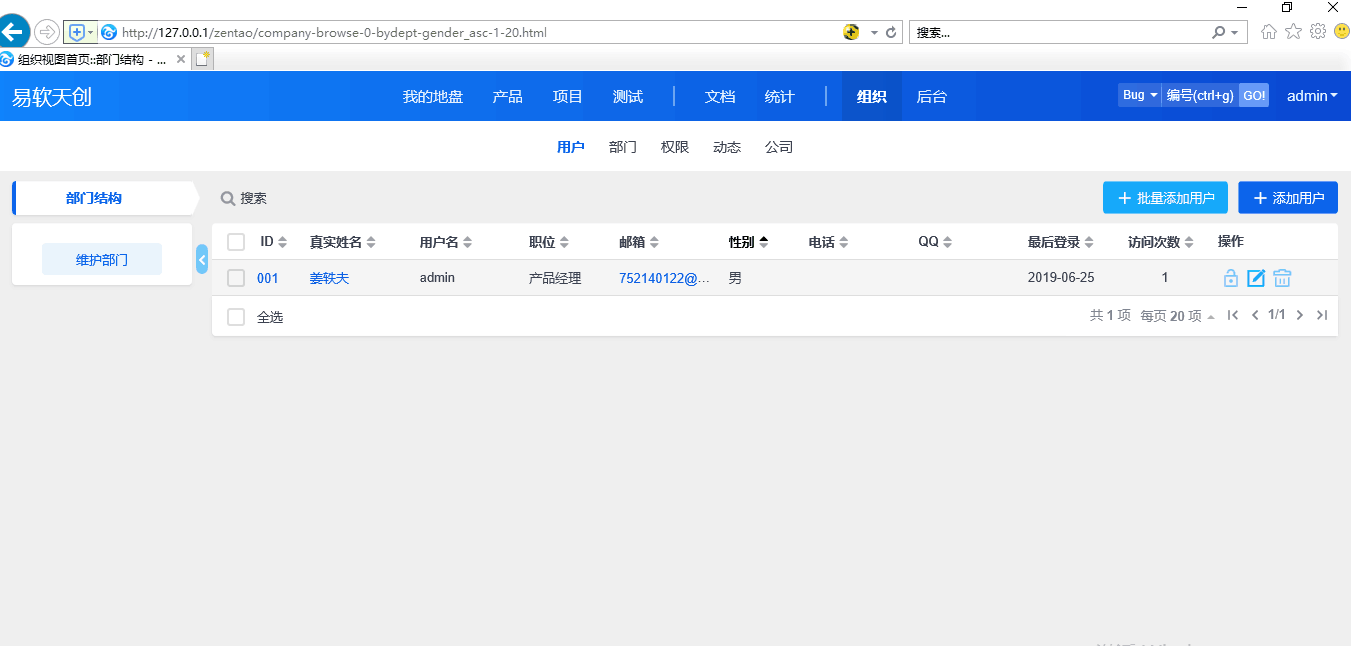 http://127.0.0.1/zentao/company-browse-0-bydept-gender_asc-1-20.html 搜索...
组织视图首页::部门结构 - ...
易软天创 我的地盘 产品 项目 测试 文档 统计 组织 后台 Bug 编号(ctrl+g) GO! admin
用户 部门 权限 动态 公司
部门结构 搜索 批量添加用户 添加用户
维护部门
ID 真实姓名 用户名 职位 邮箱 性别 电话 QQ 最后登录 访问次数 操作
001 姜轶夫 admin 产品经理 752140122@... 男 2019-06-25 1
全选 共 1 项 每页 20 项 1/1